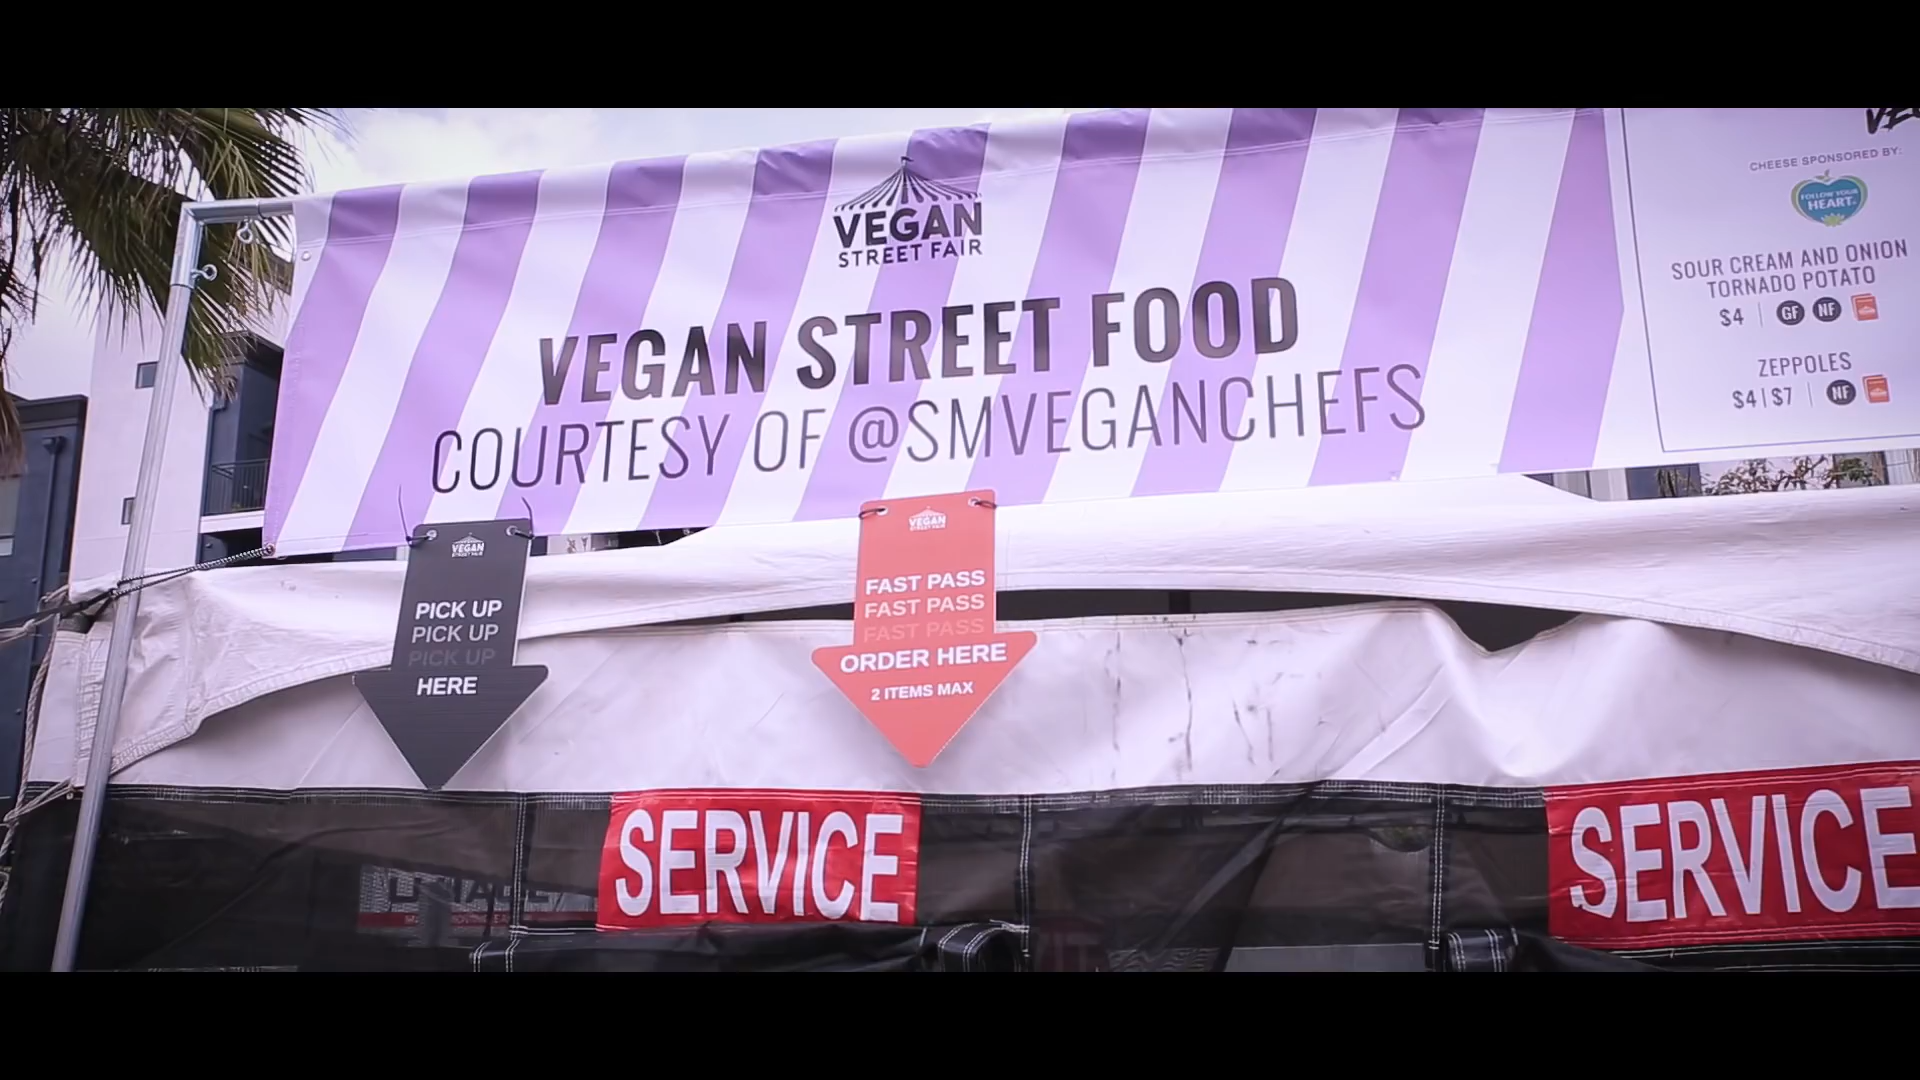 VEGAN
STREET FAIR
VEGAN STREET FOOD
COURTESY OF @SMVEGANCHEFS
CHEESE SPONSORED BY:
FOLLOW YOUR
HEART
SOUR CREAM AND ONION
TORNADO POTATO
$4 | GF NF
ZEPPOLES
$4 | $7 | NF
VEGAN
STREET FAIR
PICK UP
PICK UP
PICK UP
HERE
VEGAN
STREET FAIR
FAST PASS
FAST PASS
FAST PASS
ORDER HERE
2 ITEMS MAX
SERVICE
SERVICE